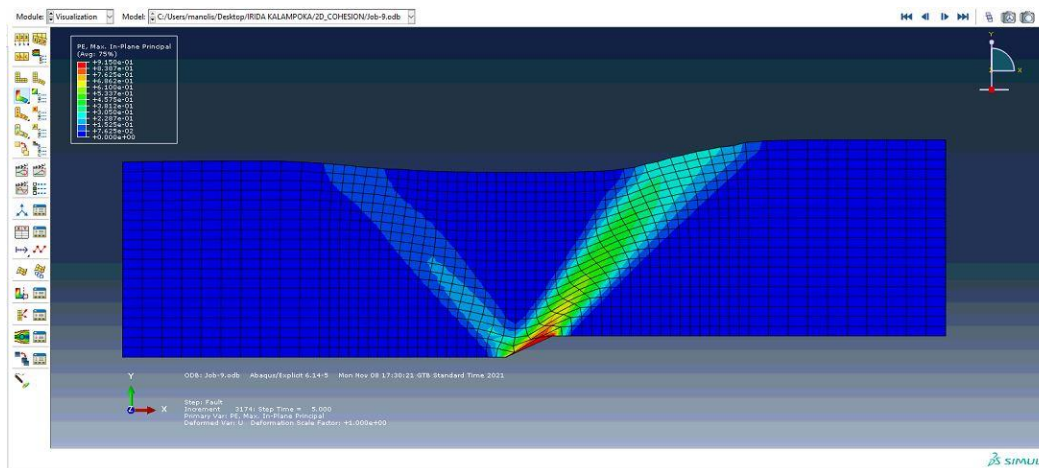 Module: Visualization Model: C:/Users/manolis/Desktop/IRIDA KALAMPOKA/2D_COHESION/Job-9.odb
PE, Max. In-Plane Principal
(Avg: 75%)
+9.150e-01
+8.387e-01
+7.625e-01
+6.862e-01
+6.100e-01
+5.337e-01
+4.575e-01
+3.812e-01
+3.050e-01
+2.287e-01
+1.525e-01
+7.625e-02
+0.000e+00
Y
Z
X
Y
Z
X
ODB: Job-9.odb Abaqus/Explicit 6.14-5 Mon Nov 08 17:30:21 GTB Standard Time 2021
Step: Fault
Increment 3174: Step Time = 5.000
Primary Var: PE, Max. In-Plane Principal
Deformed Var: U Deformation Scale Factor: +1.000e+00
SIMUL